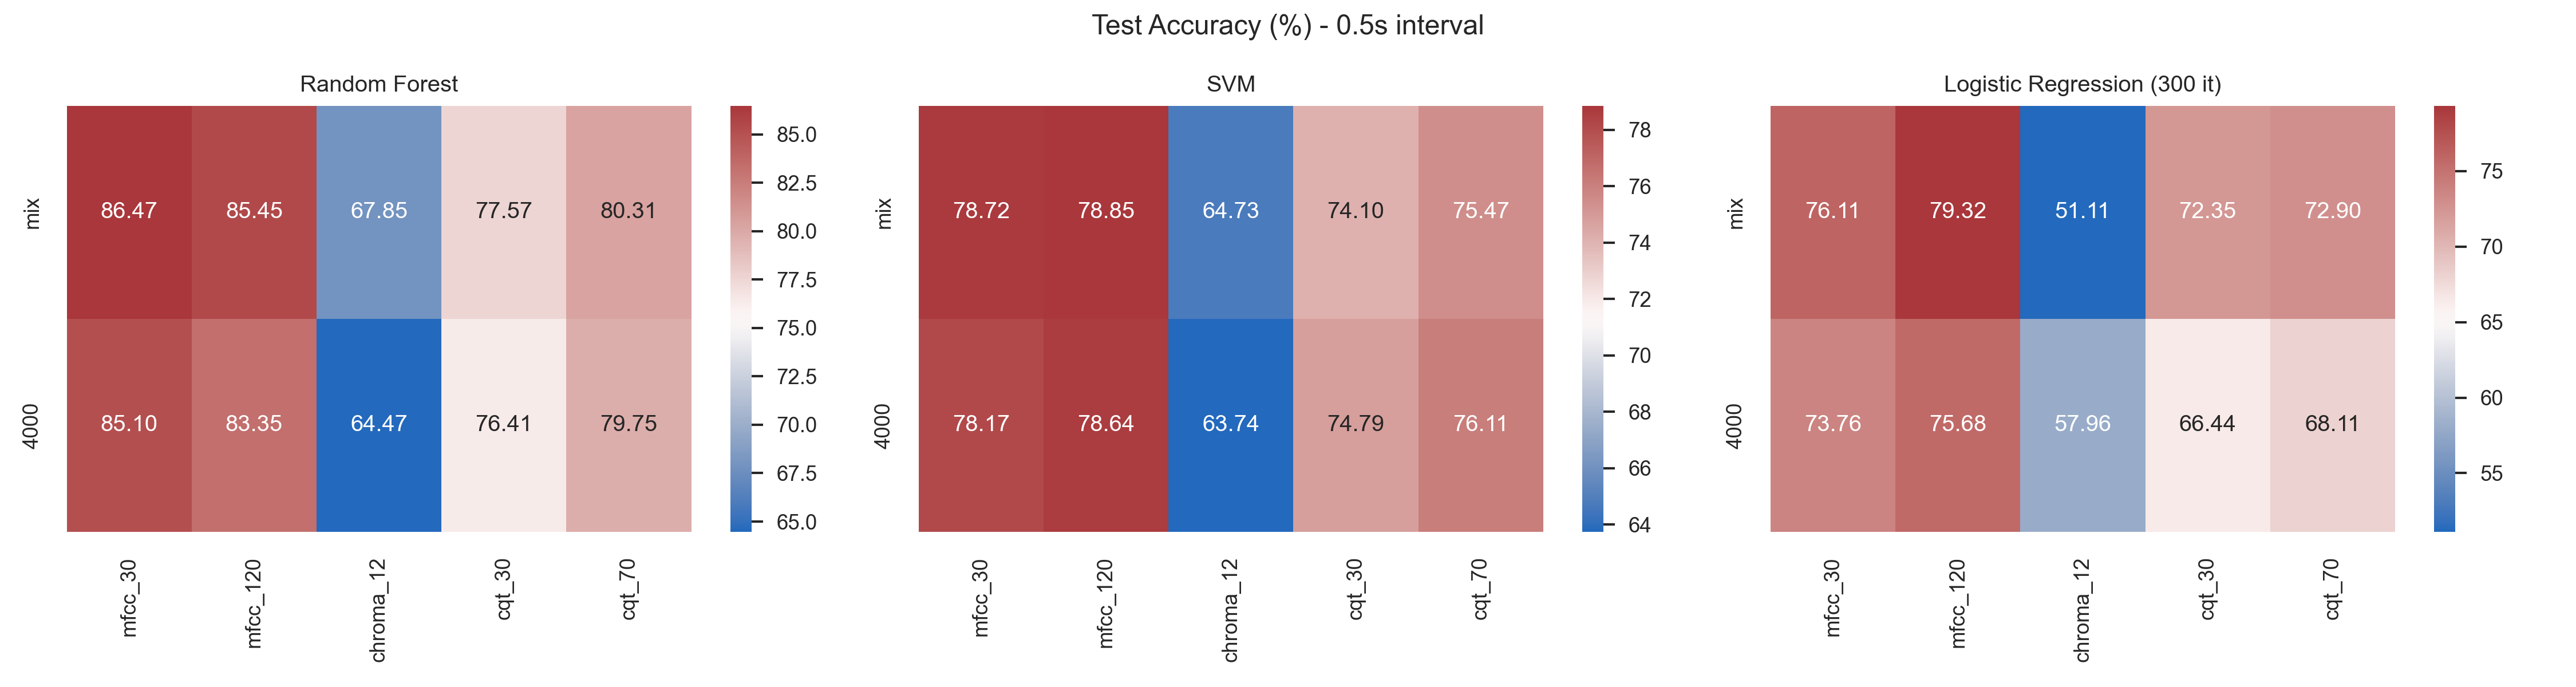 Test Accuracy (%) - 0.5s interval
Random Forest
mix
86.47 85.45 67.85 77.57 80.31
4000
85.10 83.35 64.47 76.41 79.75
mfcc_30 mfcc_120 chroma_12 cqt_30 cqt_70
85.0
82.5
80.0
77.5
75.0
72.5
70.0
67.5
65.0
SVM
mix
78.72 78.85 64.73 74.10 75.47
4000
78.17 78.64 63.74 74.79 76.11
mfcc_30 mfcc_120 chroma_12 cqt_30 cqt_70
78
76
74
72
70
68
66
64
Logistic Regression (300 it)
mix
76.11 79.32 51.11 72.35 72.90
4000
73.76 75.68 57.96 66.44 68.11
mfcc_30 mfcc_120 chroma_12 cqt_30 cqt_70
75
70
65
60
55